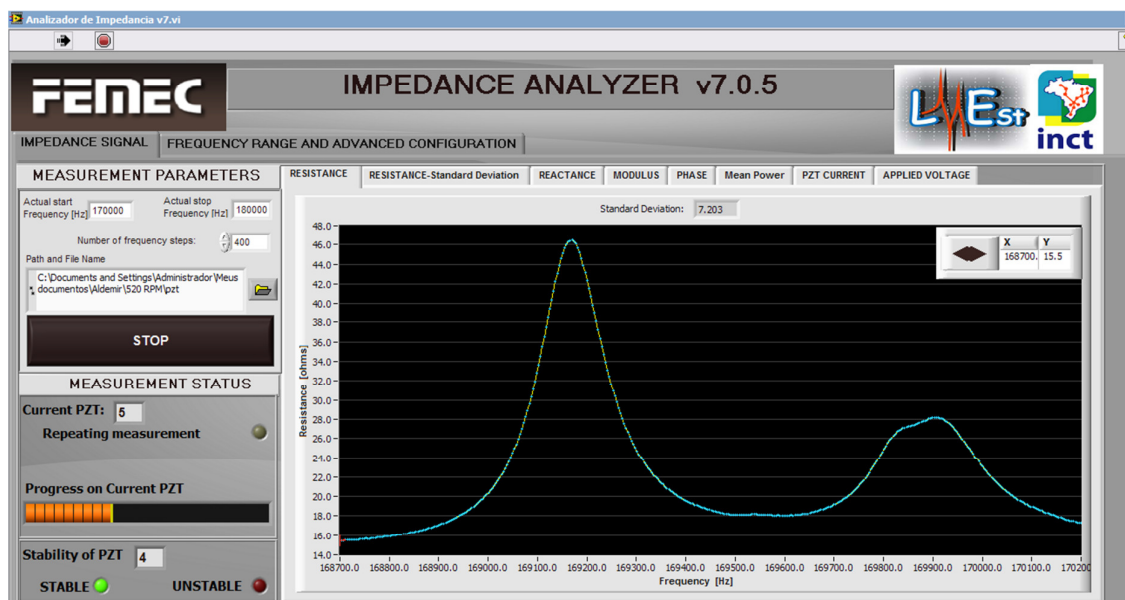 Analizador de Impedancia v7.vi
FEMEC
IMPEDANCE ANALYZER v7.0.5
LMEst
inct
IMPEDANCE SIGNAL
FREQUENCY RANGE AND ADVANCED CONFIGURATION
MEASUREMENT PARAMETERS
Actual start
Frequency [Hz] 170000
Actual stop
Frequency [Hz] 180000
Number of frequency steps: 400
Path and File Name
C:\Documents and Settings\Administrador\Meus
documentos\Aldemir\520 RPM\pzt
STOP
MEASUREMENT STATUS
Current PZT: 5
Repeating measurement
Progress on Current PZT
Stability of PZT 4
STABLE
UNSTABLE
RESISTANCE
RESISTANCE-Standard Deviation
REACTANCE
MODULUS
PHASE
Mean Power
PZT CURRENT
APPLIED VOLTAGE
Standard Deviation: 7.203
X Y
168700. 15.5
Resistance [ohms]
48.0
46.0
44.0
42.0
40.0
38.0
36.0
34.0
32.0
30.0
28.0
26.0
24.0
22.0
20.0
18.0
16.0
14.0
168700.0 168800.0 168900.0 169000.0 169100.0 169200.0 169300.0 169400.0 169500.0 169600.0 169700.0 169800.0 169900.0 170000.0 170100.0 170200
Frequency [Hz]